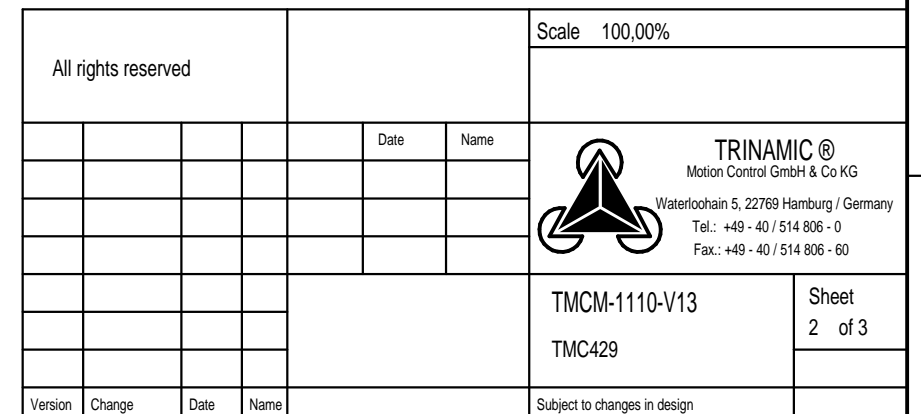 Scale 100,00%
All rights reserved
Date Name
TRINAMIC ®
Motion Control GmbH & Co KG
Waterloohain 5, 22769 Hamburg / Germany
Tel.: +49 - 40 / 514 806 - 0
Fax.: +49 - 40 / 514 806 - 60
TMCM-1110-V13
TMC429
Sheet
2 of 3
Version Change Date Name
Subject to changes in design